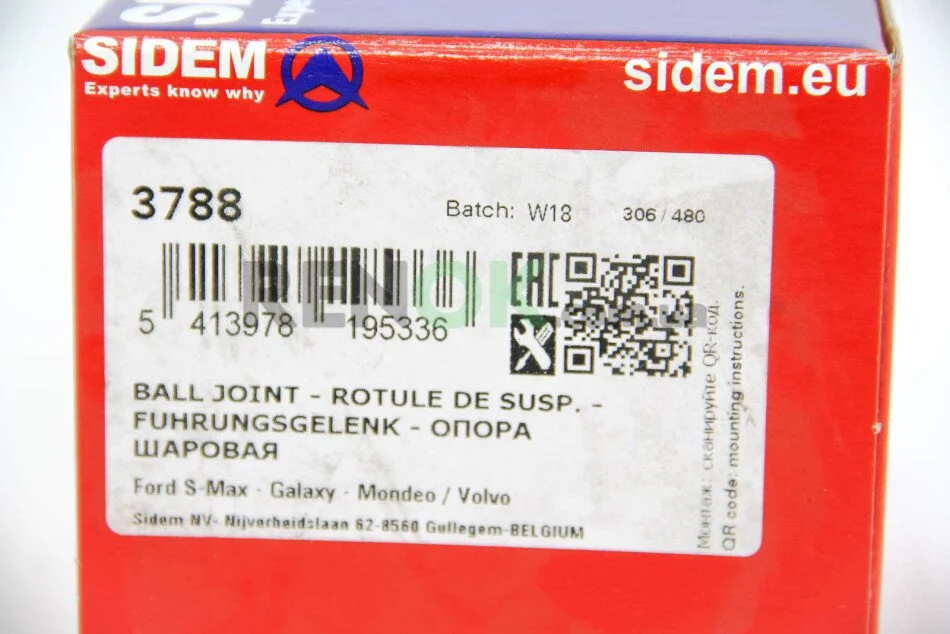 SIDEM
Experts know why
sidem.eu
3788
Batch: W18 306 / 480
5 413978 195336
EAC
BALL JOINT - ROTULE DE SUSP. -
FUHRUNGSGELENK - ОПОРА
ШАРОВАЯ
Ford S-Max - Galaxy - Mondeo / Volvo
Sidem NV- Nijverheidslaan 62-8560 Gullegem-BELGIUM
Монтаж: сканируйте QR-код.
QR code: mounting instructions.
RENOK